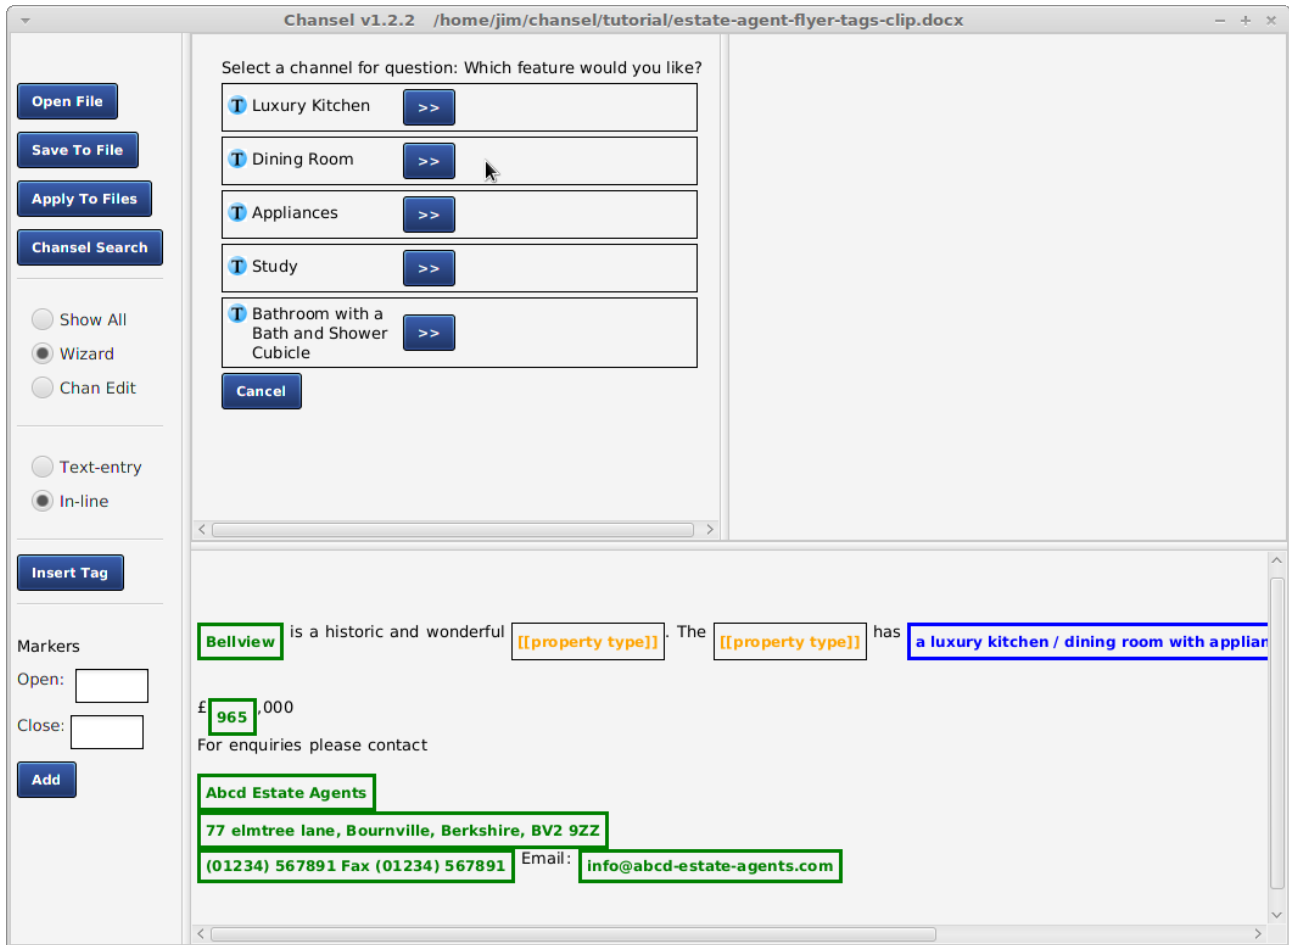 Chansel v1.2.2 /home/jim/chansel/tutorial/estate-agent-flyer-tags-clip.docx
Open File
Save To File
Apply To Files
Chansel Search
Show All
Wizard
Chan Edit
Text-entry
In-line
Insert Tag
Markers
Open:
Close:
Add
Select a channel for question: Which feature would you like?
T Luxury Kitchen >>
T Dining Room >>
T Appliances >>
T Study >>
T Bathroom with a
Bath and Shower
Cubicle
>>
Cancel
Bellview is a historic and wonderful [[property type]]. The [[property type]] has a luxury kitchen / dining room with applian
£965,000
For enquiries please contact
Abcd Estate Agents
77 elmtree lane, Bournville, Berkshire, BV2 9ZZ
(01234) 567891 Fax (01234) 567891 Email: info@abcd-estate-agents.com